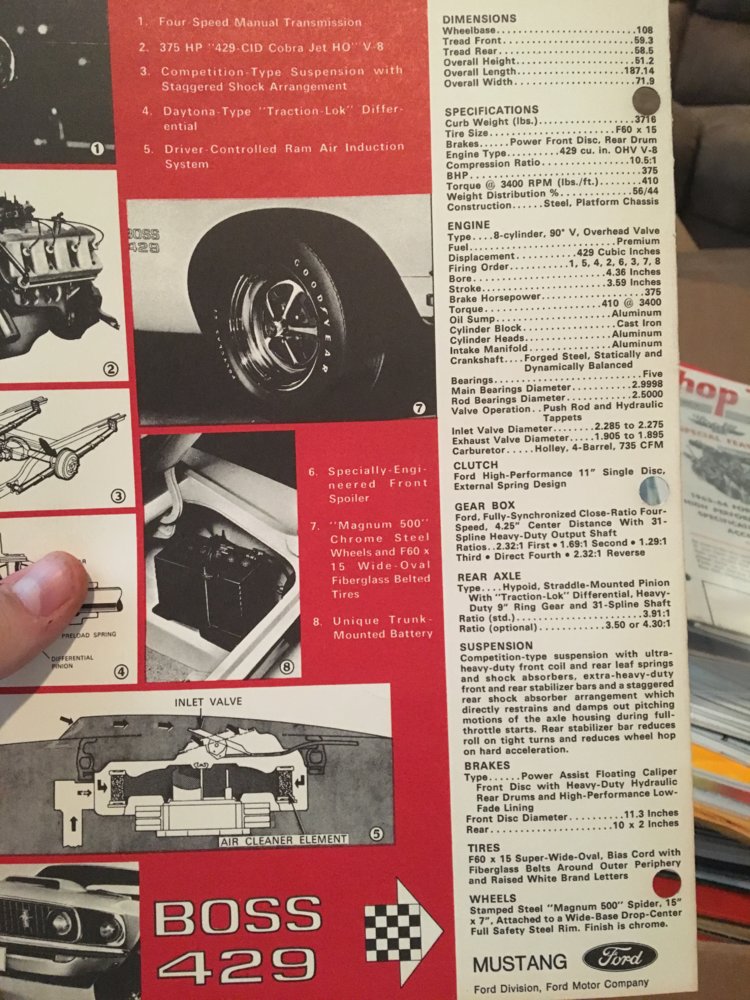 1. Four Speed Manual Transmission
2. 375 HP "429-CID Cobra Jet HO" V-8
3. Competition-Type Suspension with
Staggered Shock Arrangement
4. Daytona-Type "Traction-Lok" Differ-
ential
5. Driver-Controlled Ram Air Induction
System
1
2
3
PRELOAD SPRING
DIFFERENTIAL
PINION
4
BOSS
429
GOODYEAR
7
6. Specially-Engi-
neered Front
Spoiler
7. "Magnum 500"
Chrome Steel
Wheels and F60 x
15 Wide-Oval
Fiberglass Belted
Tires
8. Unique Trunk-
Mounted Battery
8
INLET VALVE
AIR CLEANER ELEMENT
5
BOSS
429
DIMENSIONS
Wheelbase..........108
Tread Front..........59.3
Tread Rear..........58.5
Overall Height..........51.2
Overall Length..........187.14
Overall Width..........71.9
SPECIFICATIONS
Curb Weight (lbs.)..........3716
Tire Size..........F60 x 15
Brakes......Power Front Disc, Rear Drum
Engine Type..........429 cu. in. OHV V-8
Compression Ratio..........10.5:1
BHP..........375
Torque @ 3400 RPM (lbs./ft.)..........410
Weight Distribution %..........56/44
Construction......Steel, Platform Chassis
ENGINE
Type....8-cylinder, 90° V, Overhead Valve
Fuel..........Premium
Displacement..........429 Cubic Inches
Firing Order..........1, 5, 4, 2, 6, 3, 7, 8
Bore..........4.36 Inches
Stroke..........3.59 Inches
Brake Horsepower..........375
Torque..........410 @ 3400
Oil Sump..........Aluminum
Cylinder Block..........Cast Iron
Cylinder Heads..........Aluminum
Intake Manifold..........Aluminum
Crankshaft....Forged Steel, Statically and
Dynamically Balanced
Bearings..........Five
Main Bearings Diameter..........2.9998
Rod Bearings Diameter..........2.5000
Valve Operation..Push Rod and Hydraulic
Tappets
Inlet Valve Diameter..........2.285 to 2.275
Exhaust Valve Diameter.....1.905 to 1.895
Carburetor.....Holley, 4-Barrel, 735 CFM
CLUTCH
Ford High-Performance 11" Single Disc,
External Spring Design
GEAR BOX
Ford, Fully-Synchronized Close-Ratio Four-
Speed, 4.25" Center Distance With 31-
Spline Heavy-Duty Output Shaft
Ratios..2.32:1 First • 1.69:1 Second • 1.29:1
Third • Direct Fourth • 2.32:1 Reverse
REAR AXLE
Type....Hypoid, Straddle-Mounted Pinion
With "Traction-Lok" Differential, Heavy-
Duty 9" Ring Gear and 31-Spline Shaft
Ratio (std.)..........3.91:1
Ratio (optional)..........3.50 or 4.30:1
SUSPENSION
Competition-type suspension with ultra-
heavy-duty front coil and rear leaf springs
and shock absorbers, extra-heavy-duty
front and rear stabilizer bars and a staggered
rear shock absorber arrangement which
directly restrains and damps out pitching
motions of the axle housing during full-
throttle starts. Rear stabilizer bar reduces
roll on tight turns and reduces wheel hop
on hard acceleration.
BRAKES
Type......Power Assist Floating Caliper
Front Disc with Heavy-Duty Hydraulic
Rear Drums and High-Performance Low-
Fade Lining
Front Disc Diameter..........11.3 Inches
Rear..........10 x 2 Inches
TIRES
F60 x 15 Super-Wide-Oval, Bias Cord with
Fiberglass Belts Around Outer Periphery
and Raised White Brand Letters
WHEELS
Stamped Steel "Magnum 500" Spider, 15"
x 7", Attached to a Wide-Base Drop-Center
Full Safety Steel Rim. Finish is chrome.
MUSTANG Ford
Ford Division, Ford Motor Company
hop